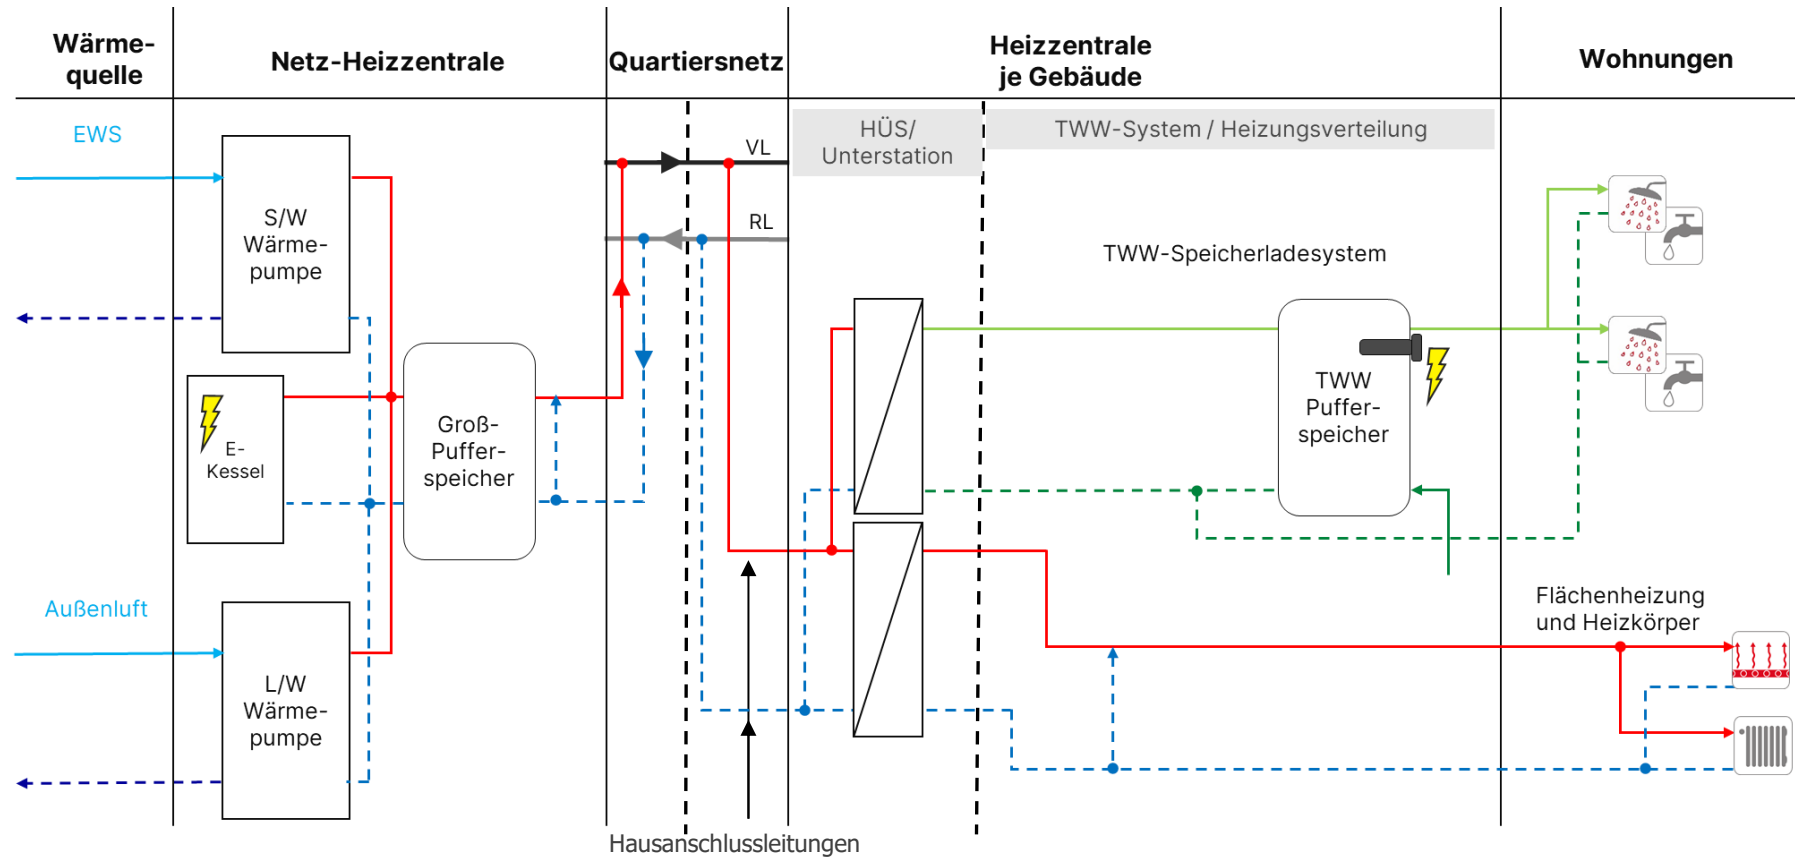 Wärme-
quelle
Netz-Heizzentrale
Quartiersnetz
Heizzentrale
je Gebäude
Wohnungen
EWS
HÜS/
Unterstation
TWW-System / Heizungsverteilung
VL
RL
S/W
Wärme-
pumpe
TWW-Speicherladesystem
E-
Kessel
Groß-
Puffer-
speicher
TWW
Puffer-
speicher
Außenluft
L/W
Wärme-
pumpe
Flächenheizung
und Heizkörper
Hausanschlussleitungen